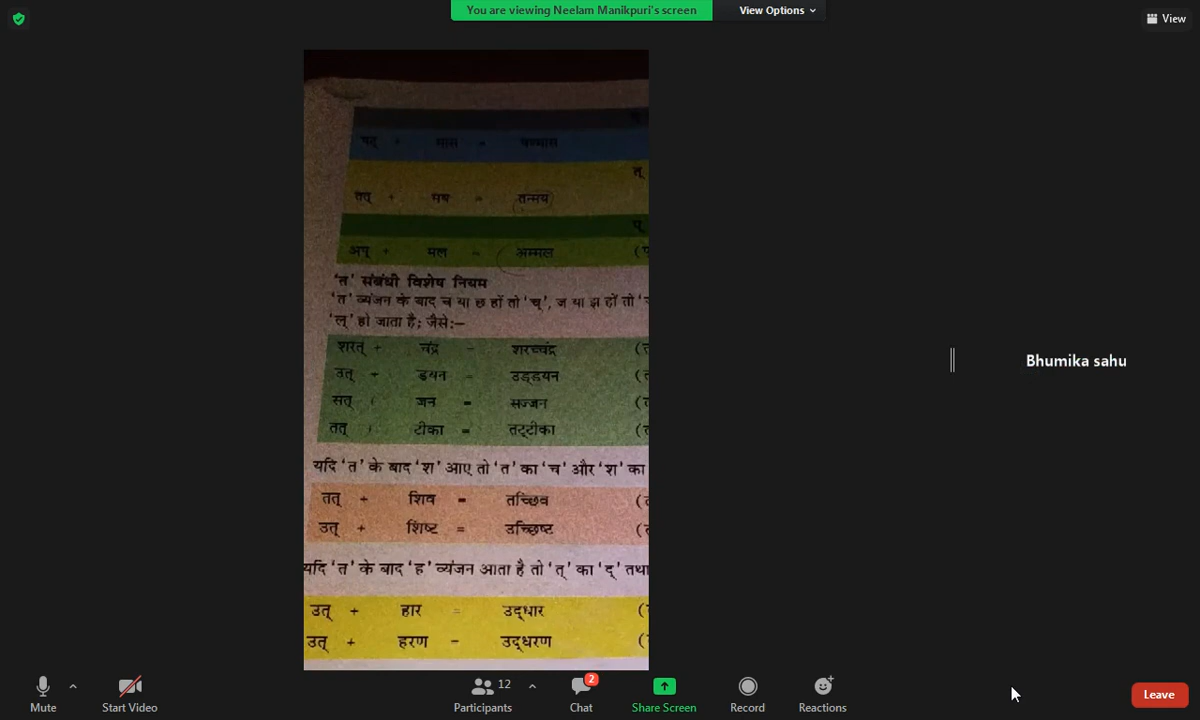 You are viewing Neelam Manikpuri's screen View Options
View
मास =
त्
तत् + मय = तन्मय
प्
अप् + मल = अम्मल (प
'त' संबंधी विशेष नियम
'त' व्यंजन के बाद च या छ हों तो 'च्', ज या झ हों तो
'ल्' हो जाता है; जैसे:-
शरत् + चंद्र = शरच्चंद्र (त
उत् + डयन = उड्डयन (त
सत् जन = सज्जन (त
तत् टीका = तट्टीका (त
यदि 'त' के बाद 'श' आए तो 'त' का 'च' और 'श' का
तत् + शिव = तच्छिव (त
उत् + शिष्ट = उच्छिष्ट (त
यदि 'त' के बाद 'ह' व्यंजन आता है तो 'त्' का 'द्' तथा
उत् + हार = उद्धार (
उत् + हरण - उद्धरण (
Bhumika sahu
Mute Start Video 12 Participants 2 Chat Share Screen Record Reactions Leave